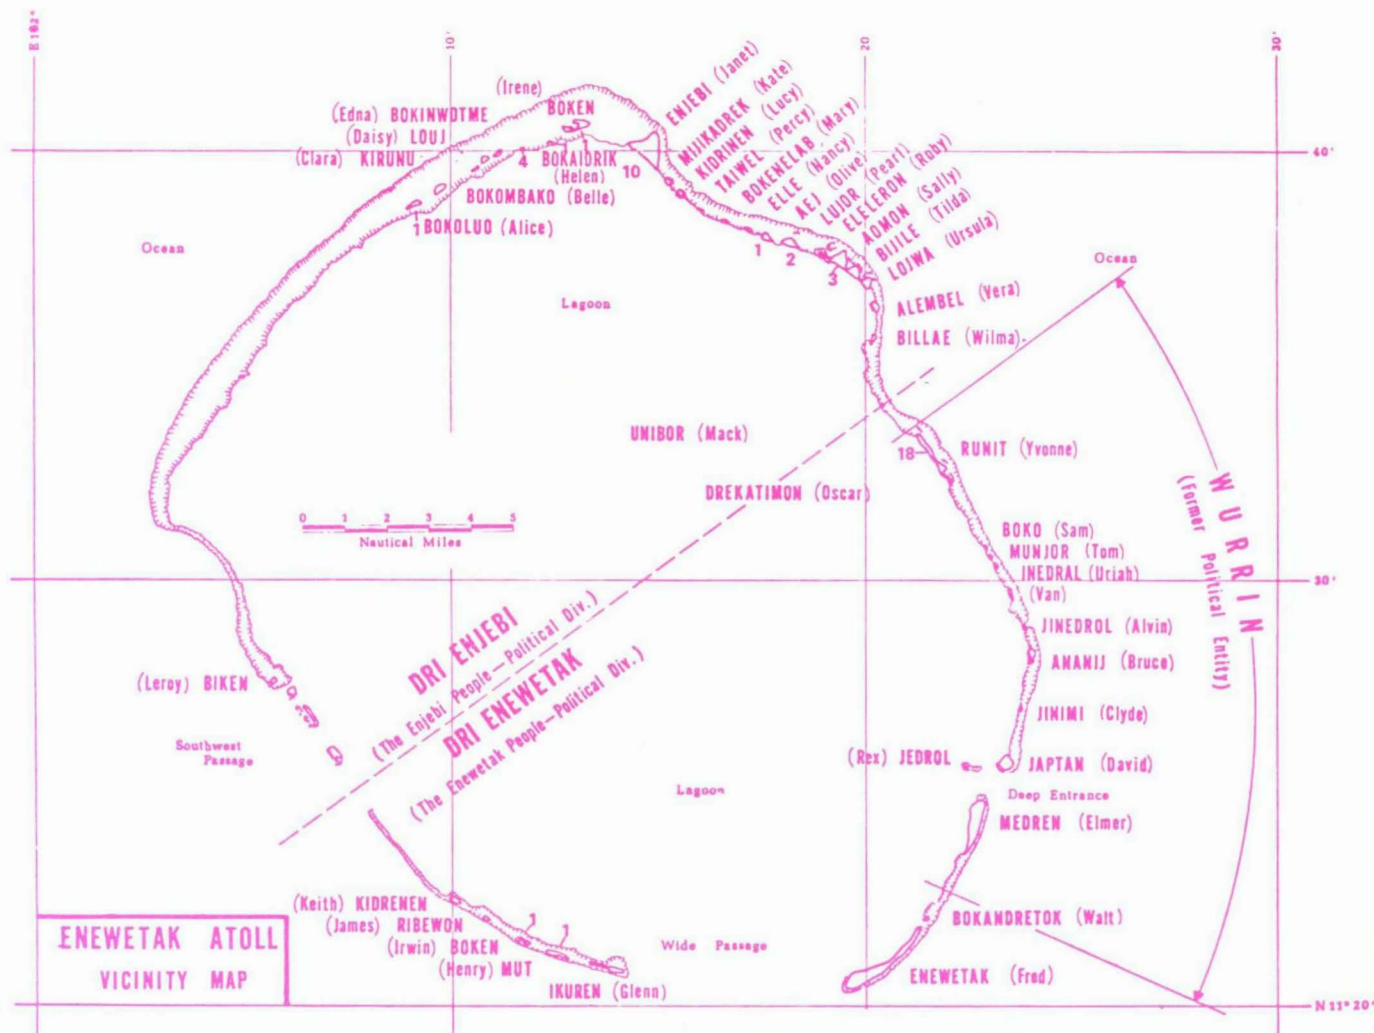 E 162°
10'
20
30'
(Irene)
BOKEN
(Edna) BOKINWOTME
(Daisy) LOUJ
(Clara) KIRUNU
BOKAIDRIK
(Helen)
BOKOMBAKO (Belle)
BOKOLUO (Alice)
1
4
1
1
10
ENJEBI (Janet)
MIJIKADREK (Kate)
KIDRINEN (Lucy)
TAIWEL (Percy)
BOKENELAB (Mary)
ELLE (Nancy)
AEJ (Olive)
LUJOR (Pearl)
ELELERON (Ruby)
AOMON (Sally)
BIJILE (Tilda)
LOJWA (Ursula)
1
2
3
40'
Ocean
Ocean
Lagoon
ALEMBEL (Vera)
BILLAE (Wilma)
UNIBOR (Mack)
18
RUNIT (Yvonne)
DREKATIMON (Oscar)
0 1 2 3 4 5
Nautical Miles
WURRIN
(Former Political Entity)
BOKO (Sam)
MUNJOR (Tom)
INEDRAL (Uriah)
(Van)
30'
JINEDROL (Alvin)
ANANIJ (Bruce)
JINIMI (Clyde)
(Rex) JEDROL
JAPTAN (David)
Deep Entrance
MEDREN (Elmer)
DRI ENJEBI
(The Enjebi People—Political Div.)
DRI ENEWETAK
(The Enewetak People—Political Div.)
(Leroy) BIKEN
Southwest
Passage
Lagoon
(Keith) KIDRENEN
(James) RIBEWON
(Irwin) BOKEN
(Henry) MUT
IKUREN (Glenn)
1
1
Wide Passage
BOKANDRETOK (Walt)
ENEWETAK (Fred)
N 11° 20'
ENEWETAK ATOLL
VICINITY MAP